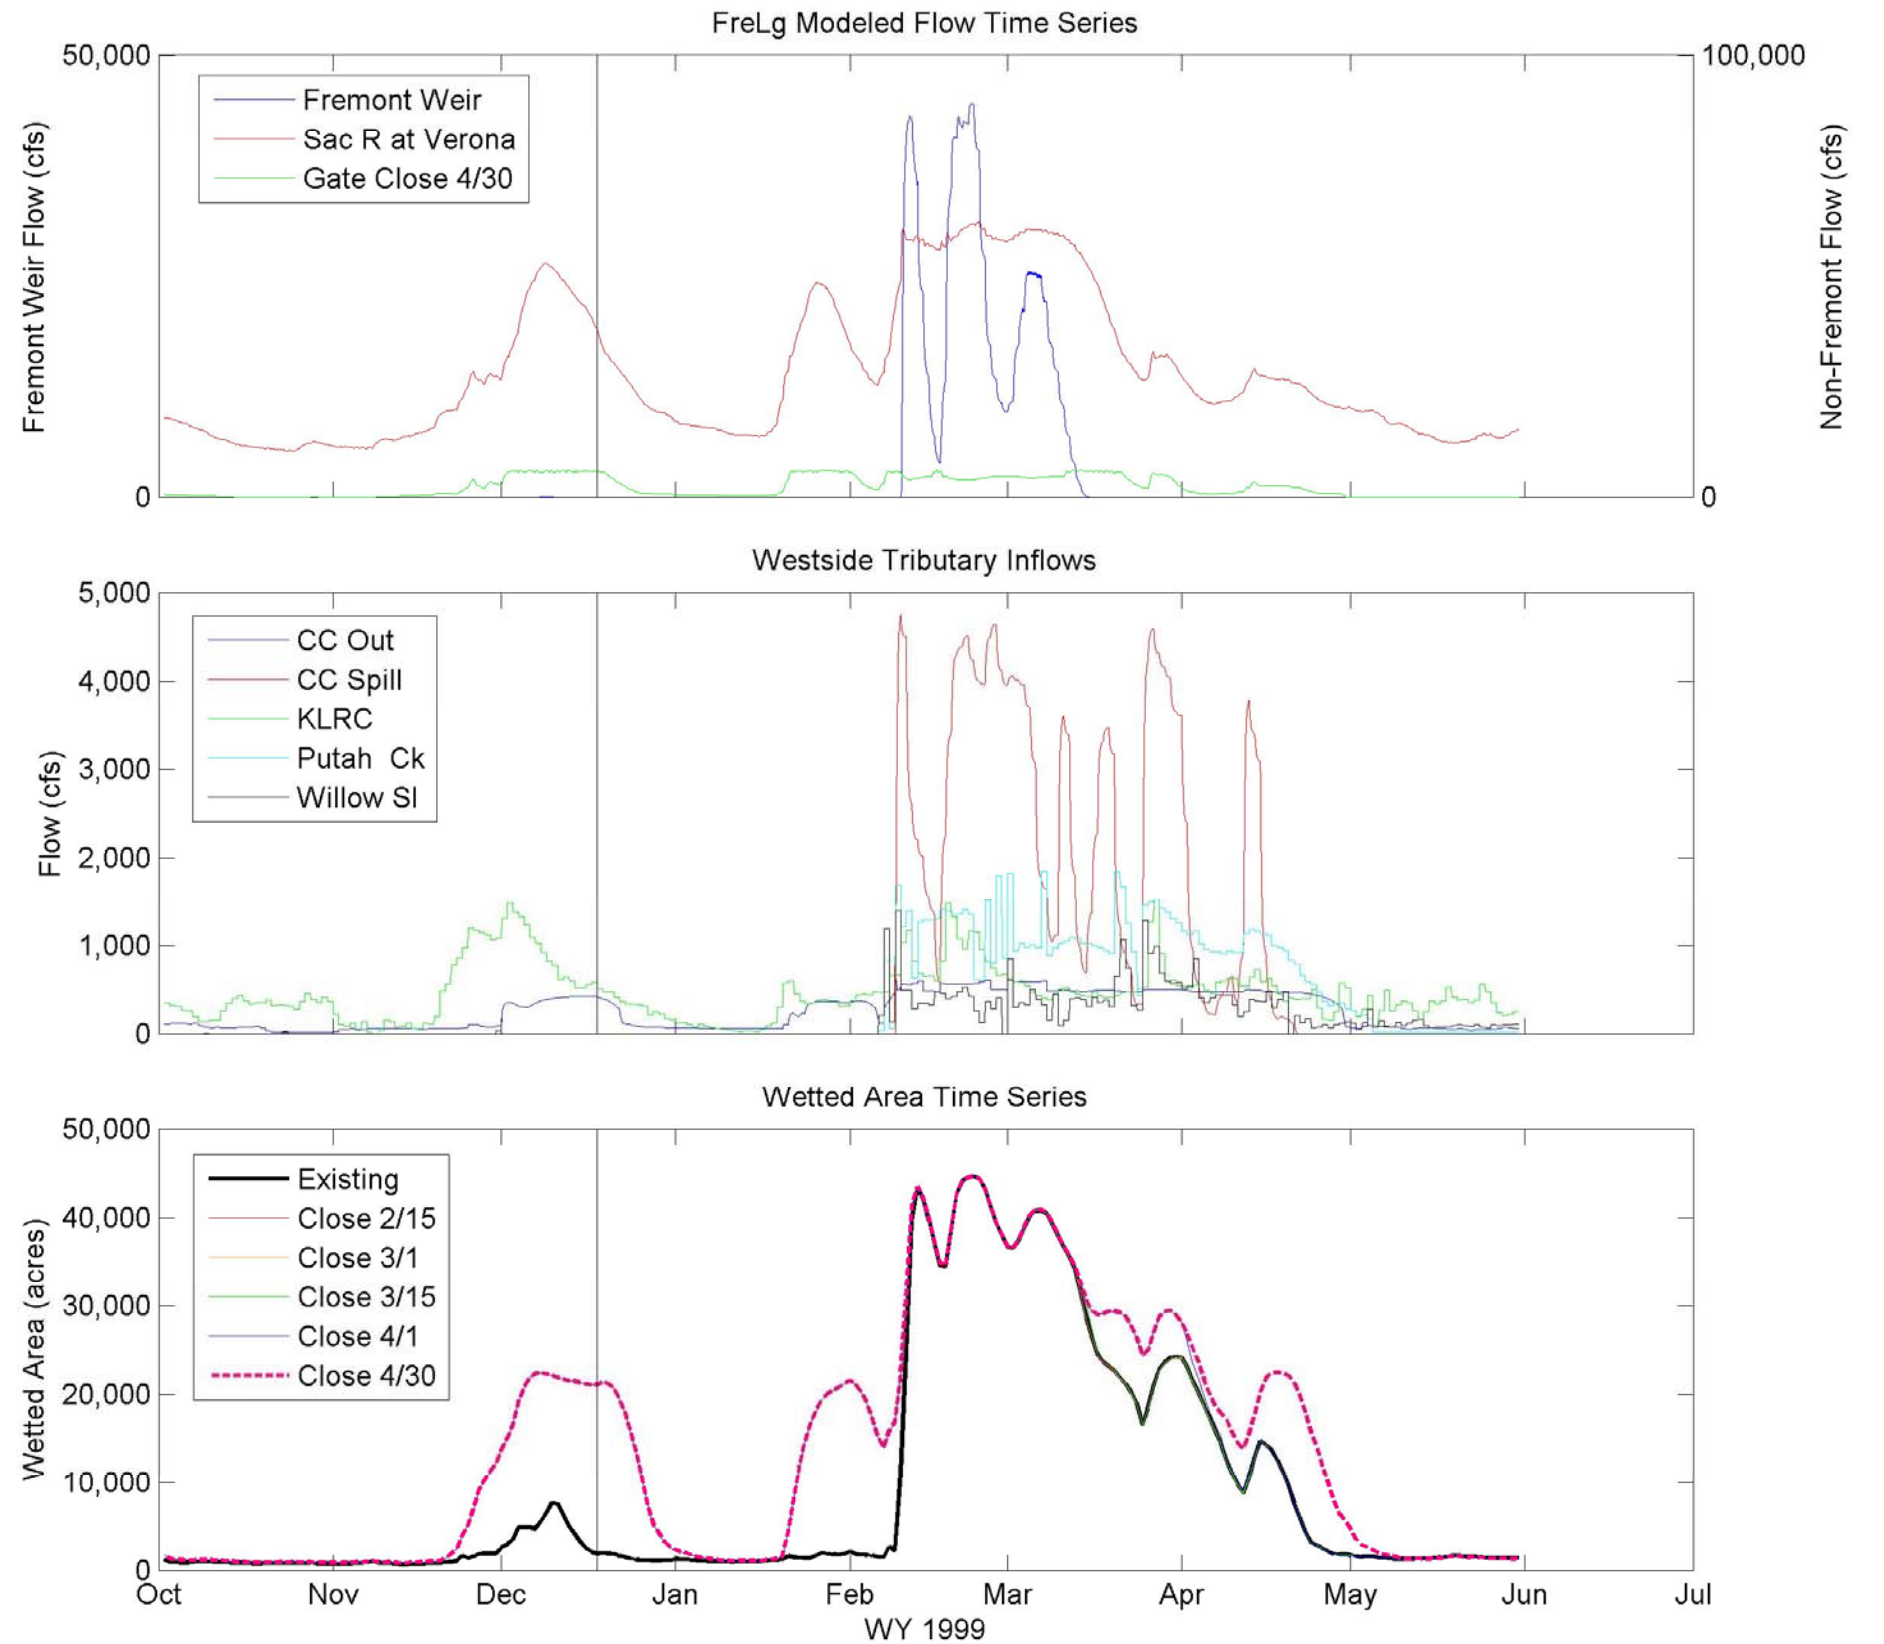 FreLg Modeled Flow Time Series
50,000
100,000
Fremont Weir
Sac R at Verona
Gate Close 4/30
Fremont Weir Flow (cfs)
Non-Fremont Flow (cfs)
0
0
Westside Tributary Inflows
5,000
CC Out
4,000
CC Spill
KLRC
Putah Ck
3,000
Willow Sl
Flow (cfs)
2,000
1,000
0
Wetted Area Time Series
50,000
Existing
40,000
Close 2/15
Close 3/1
Close 3/15
30,000
Close 4/1
Close 4/30
Wetted Area (acres)
20,000
10,000
0
Oct Nov Dec Jan Feb Mar Apr May Jun Jul
WY 1999